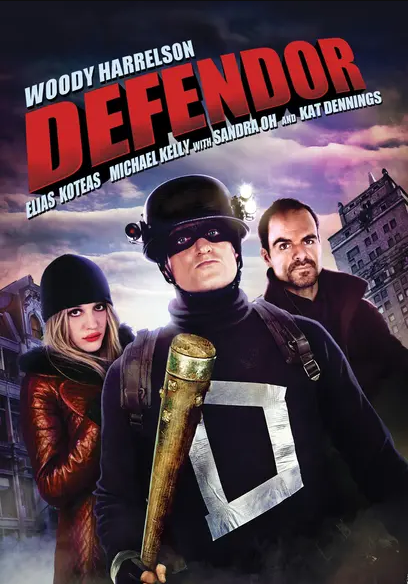 WOODY HARRELSON
DEFENDOR
ELIAS KOTEAS MICHAEL KELLY WITH SANDRA OH AND KAT DENNINGS
D